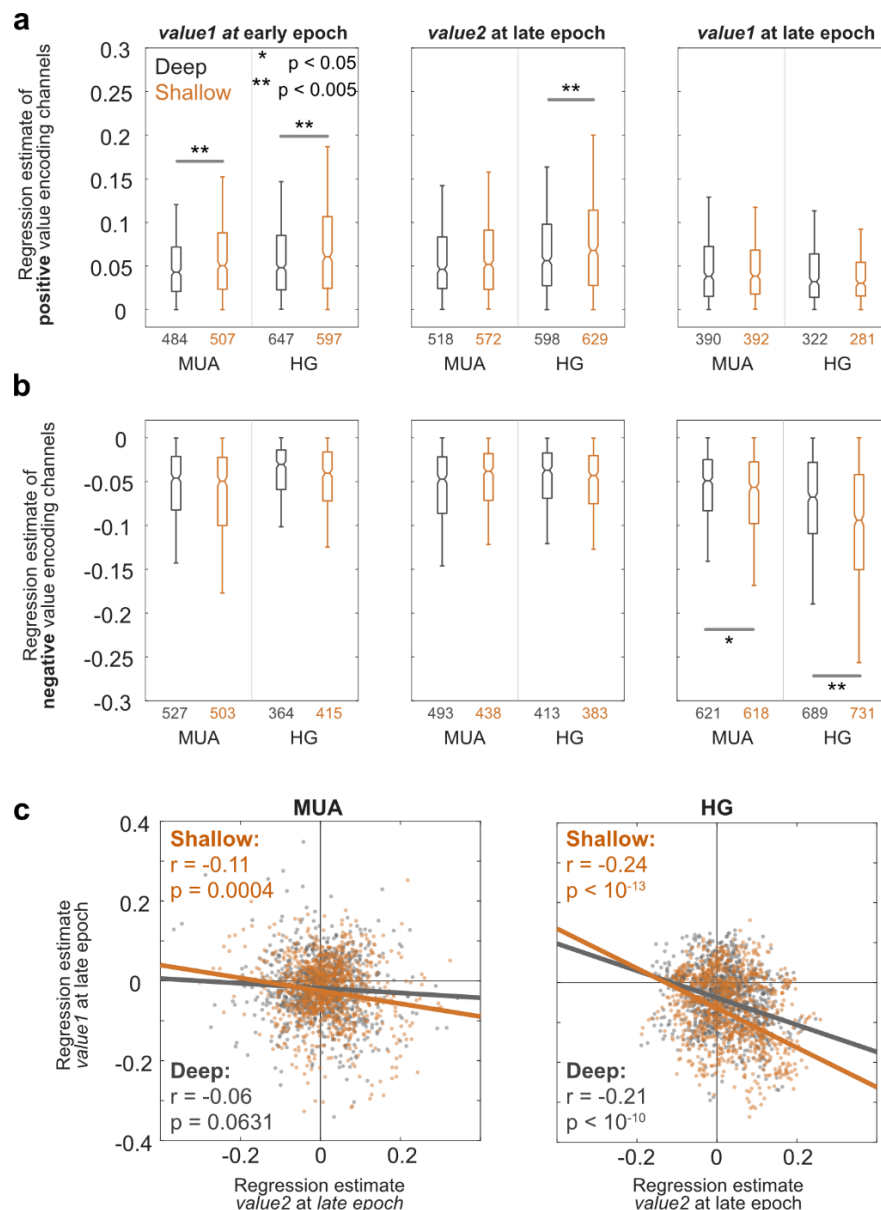 a
value1 at early epoch
value2 at late epoch
value1 at late epoch
Regression estimate of
positive value encoding channels
0.3
0.25
0.2
0.15
0.1
0.05
0
Deep
Shallow
* p < 0.05
** p < 0.005
**
**
**
484 507 647 597
MUA HG
518 572 598 629
MUA HG
390 392 322 281
MUA HG
b
Regression estimate of
negative value encoding channels
0
-0.05
-0.1
-0.15
-0.2
-0.25
-0.3
*
**
527 503 364 415
MUA HG
493 438 413 383
MUA HG
621 618 689 731
MUA HG
c
MUA
Regression estimate
value1 at late epoch
0.4
0.2
0
-0.2
-0.4
Shallow:
r = -0.11
p = 0.0004
Deep:
r = -0.06
p = 0.0631
-0.2 0 0.2
Regression estimate
value2 at late epoch
HG
Shallow:
r = -0.24
p < 10⁻¹³
Deep:
r = -0.21
p < 10⁻¹⁰
-0.2 0 0.2
Regression estimate
value2 at late epoch